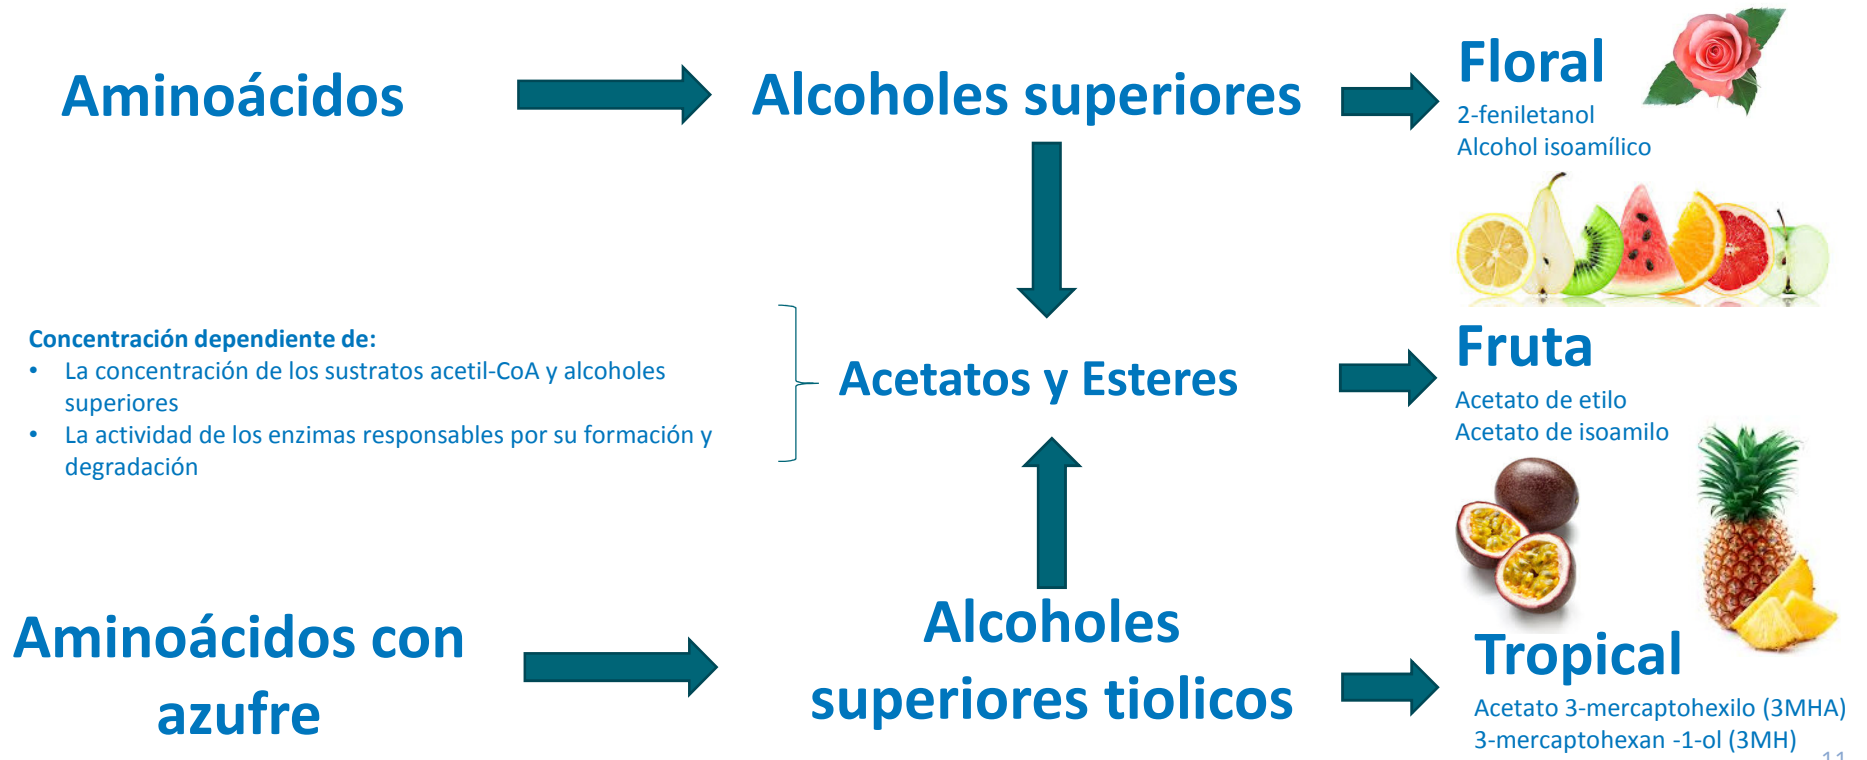 Aminoácidos
Alcoholes superiores
Floral
2-feniletanol
Alcohol isoamílico
Concentración dependiente de:
• La concentración de los sustratos acetil-CoA y alcoholes
superiores
• La actividad de los enzimas responsables por su formación y
degradación
Acetatos y Esteres
Fruta
Acetato de etilo
Acetato de isoamilo
Aminoácidos con
azufre
Alcoholes
superiores tiolicos
Tropical
Acetato 3-mercaptohexilo (3MHA)
3-mercaptohexan -1-ol (3MH)
11